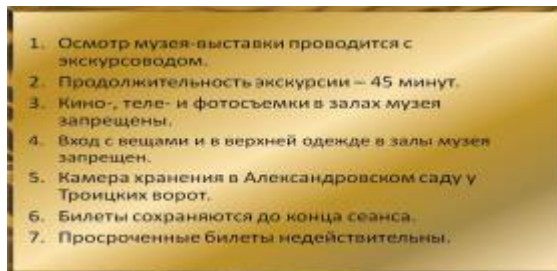 1. Осмотр музея-выставки проводится с
экскурсоводом.
2. Продолжительность экскурсии – 45 минут.
3. Кино-, теле- и фотосъемки в залах музея
запрещены.
4. Вход с вещами и в верхней одежде в залы музея
запрещен.
5. Камера хранения в Александровском саду у
Троицких ворот.
6. Билеты сохраняются до конца сеанса.
7. Просроченные билеты недействительны.